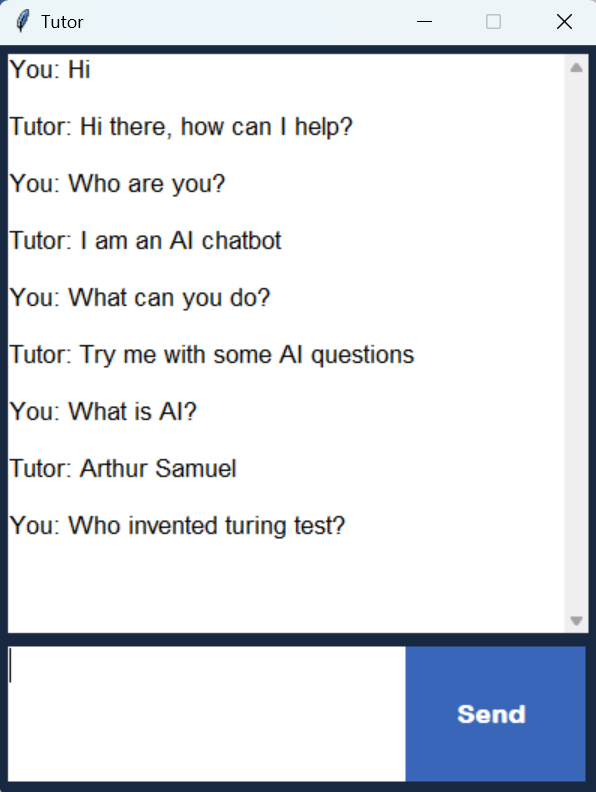 Tutor
You: Hi
Tutor: Hi there, how can I help?
You: Who are you?
Tutor: I am an AI chatbot
You: What can you do?
Tutor: Try me with some AI questions
You: What is AI?
Tutor: Arthur Samuel
You: Who invented turing test?
Send